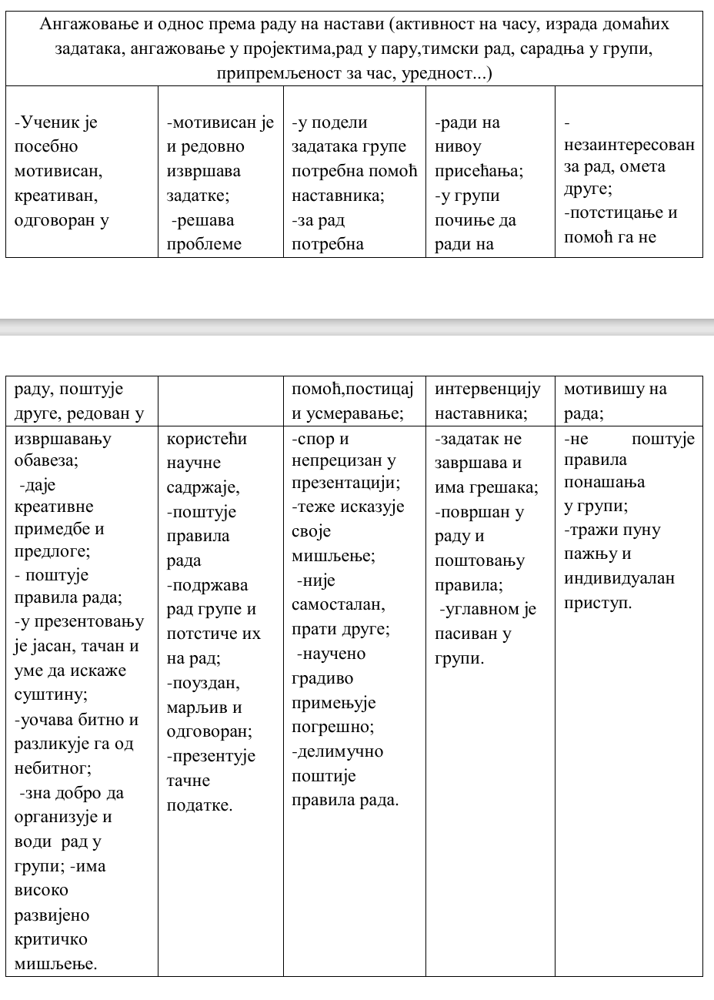 Ангажовање и однос према раду на настави (активност на часу, израда домаћих
задатака, ангажовање у пројектима,рад у пару,тимски рад, сарадња у групи,
припремљеност за час, уредност...)
-Ученик је
посебно
мотивисан,
креативан,
одговоран у
-мотивисан је
и редовно
извршава
задатке;
-решава
проблеме
-у подели
задатака групе
потребна помоћ
наставника;
-за рад
потребна
-ради на
нивоу
присећања;
-у групи
почиње да
ради на
-
незаинтересован
за рад, омета
друге;
-потстицање и
помоћ га не
раду, поштује
друге, редован у
помоћ,постицај
и усмеравање;
интервенцију
наставника;
мотивишу на
рада;
извршавању
обавеза;
-даје
креативне
примедбе и
предлоге;
- поштује
правила рада;
-у презентовању
је јасан, тачан и
уме да искаже
суштину;
-уочава битно и
разликује га од
небитног;
-зна добро да
организује и
води рад у
групи; -има
високо
развијено
критичко
мишљење.
користећи
научне
садржаје,
-поштује
правила
рада
-подржава
рад групе и
потстиче их
на рад;
-поуздан,
марљив и
одговоран;
-презентује
тачне
податке.
-спор и
непрецизан у
презентацији;
-теже исказује
своје
мишљење;
-није
самосталан,
прати друге;
-научено
градиво
примењује
погрешно;
-делимучно
поштије
правила рада.
-задатак не
завршава и
има грешака;
-површан у
раду и
поштовању
правила;
-углавном је
пасиван у
групи.
-не поштује
правила
понашања
у групи;
-тражи пуну
пажњу и
индивидуалан
приступ.